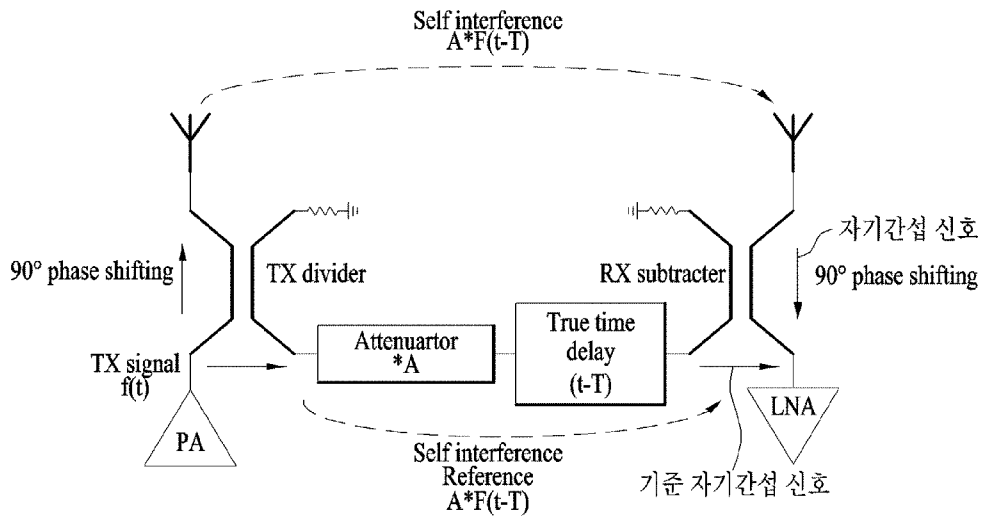 Self interference
A*F(t-T)
자기간섭 신호
90° phase shifting
TX divider
RX subtracter
90° phase shifting
TX signal
f(t)
Attenuartor
*A
True time
delay
(t-T)
PA
LNA
Self interference
Reference
A*F(t-T)
기준 자기간섭 신호